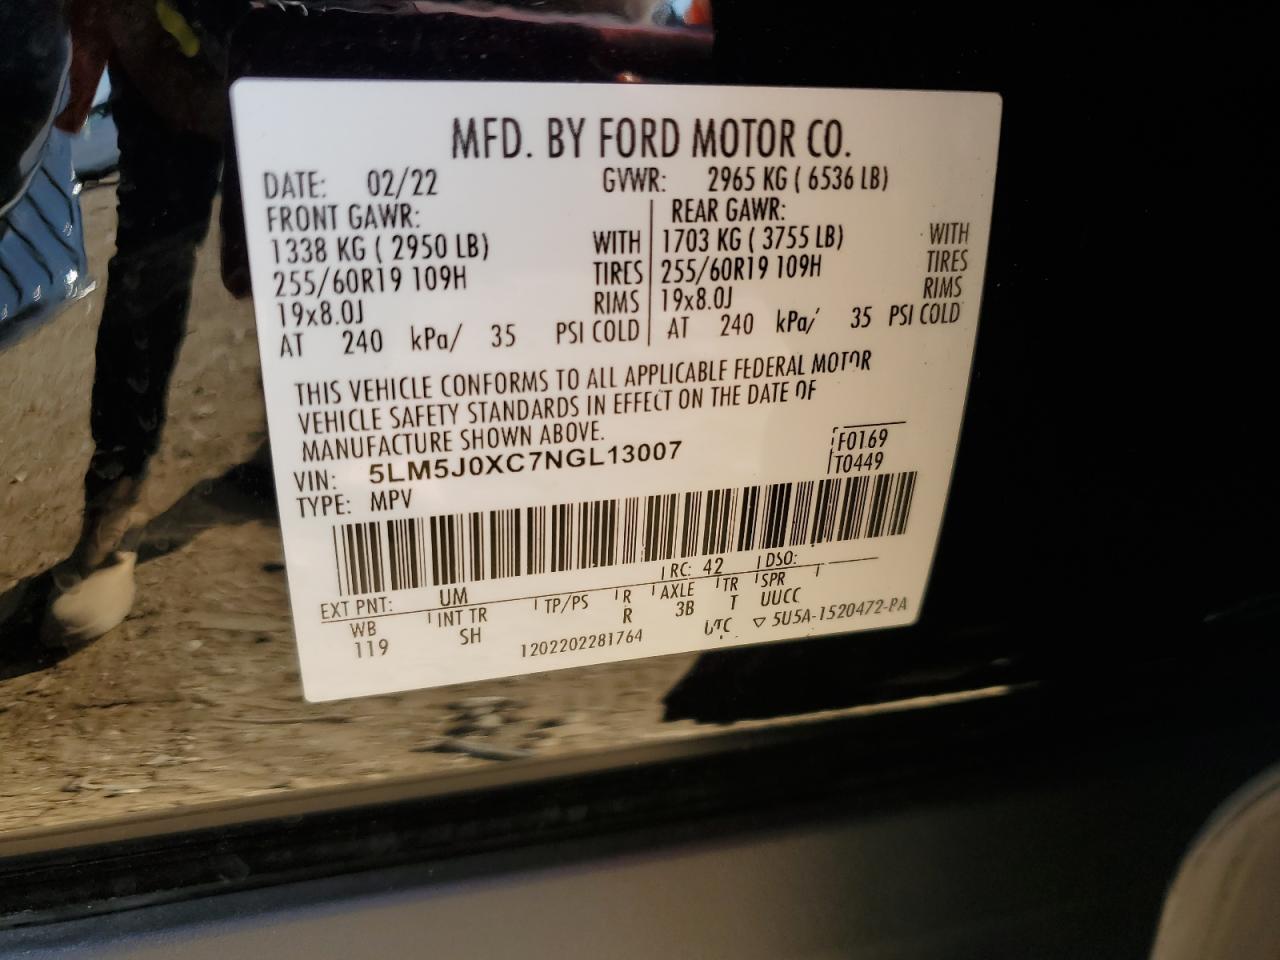 MFD. BY FORD MOTOR CO.
DATE: 02/22 GVWR: 2965 KG ( 6536 LB)
FRONT GAWR: REAR GAWR:
1338 KG ( 2950 LB) WITH 1703 KG ( 3755 LB) WITH
255/60R19 109H TIRES 255/60R19 109H TIRES
19x8.0J RIMS 19x8.0J RIMS
AT 240 kPa/ 35 PSI COLD AT 240 kPa/ 35 PSI COLD
THIS VEHICLE CONFORMS TO ALL APPLICABLE FEDERAL MOTOR
VEHICLE SAFETY STANDARDS IN EFFECT ON THE DATE OF
MANUFACTURE SHOWN ABOVE.
VIN: 5LM5J0XC7NGL13007 F0169
TYPE: MPV T0449
EXT PNT: UM RC: 42 DSO:
WB INT TR TP/PS R AXLE TR SPR
119 SH R 3B T UUCC
1202202281764 UTC ▽ 5U5A-1520472-PA